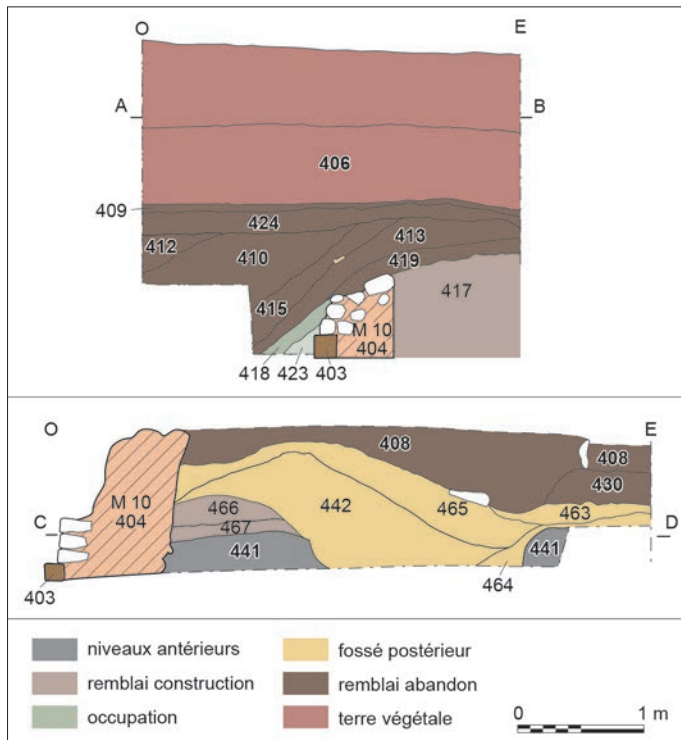 O E
A B
406
409
424
412 413
410
419
417
415
M 10
404
418 423 403
O E
408
408
M 10
404
430
466
442
465 463
C 467 D
441 441
403
464
niveaux antérieurs fossé postérieur
remblai construction remblai abandon
occupation terre végétale
0 1 m